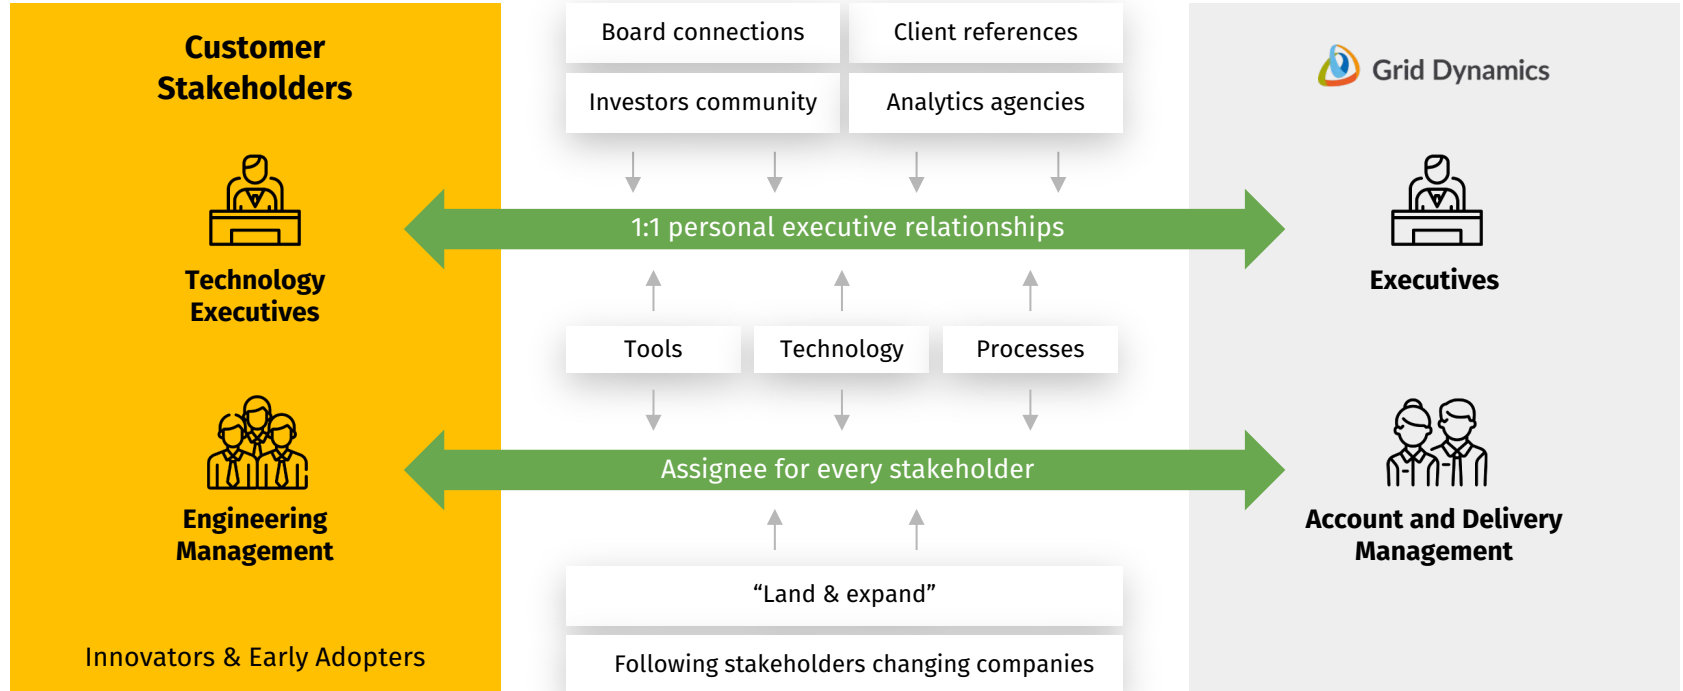 Customer
Stakeholders
Technology
Executives
Engineering
Management
Innovators & Early Adopters
Board connections
Client references
Investors community
Analytics agencies
1:1 personal executive relationships
Tools
Technology
Processes
Assignee for every stakeholder
“Land & expand”
Following stakeholders changing companies
Grid Dynamics
Executives
Account and Delivery
Management